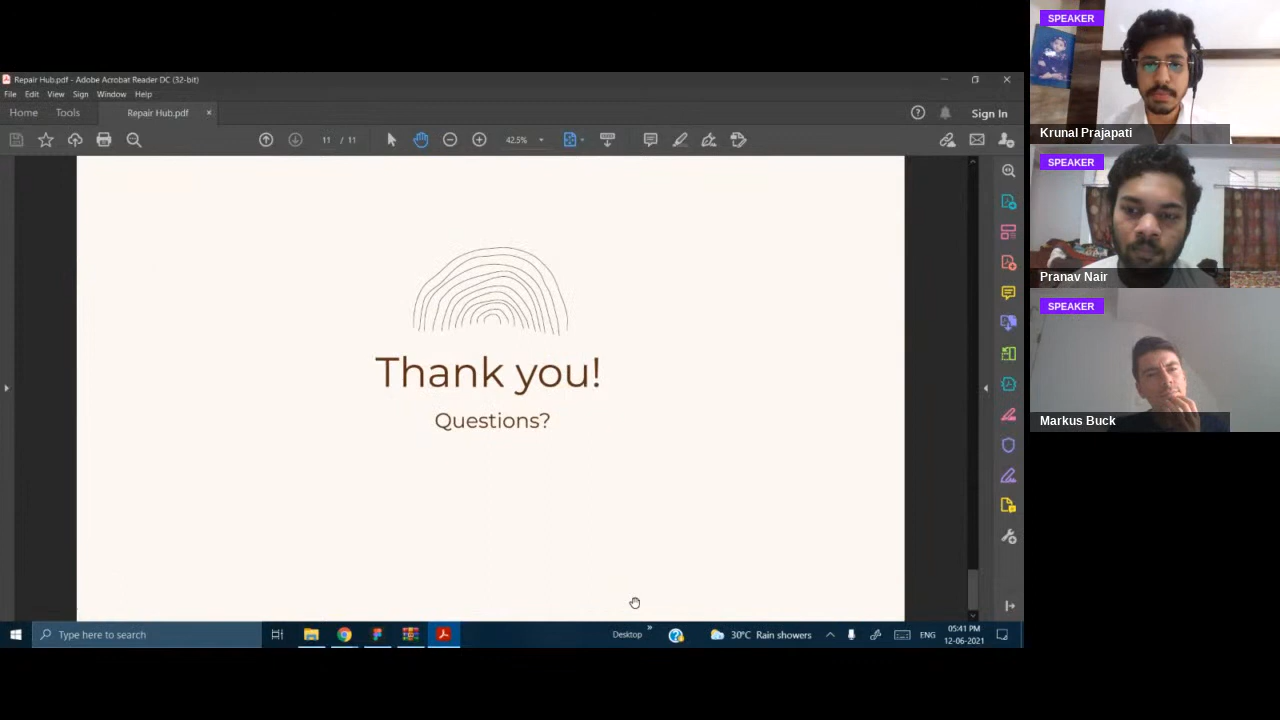 Repair Hub.pdf - Adobe Acrobat Reader DC (32-bit)
File Edit View Sign Window Help
Home Tools Repair Hub.pdf × Sign In
11 / 11 42.5%
Thank you!
Questions?
Type here to search
Desktop
30°C Rain showers
ENG
05:41 PM
12-06-2021
SPEAKER
Krunal Prajapati
SPEAKER
Pranav Nair
SPEAKER
Markus Buck